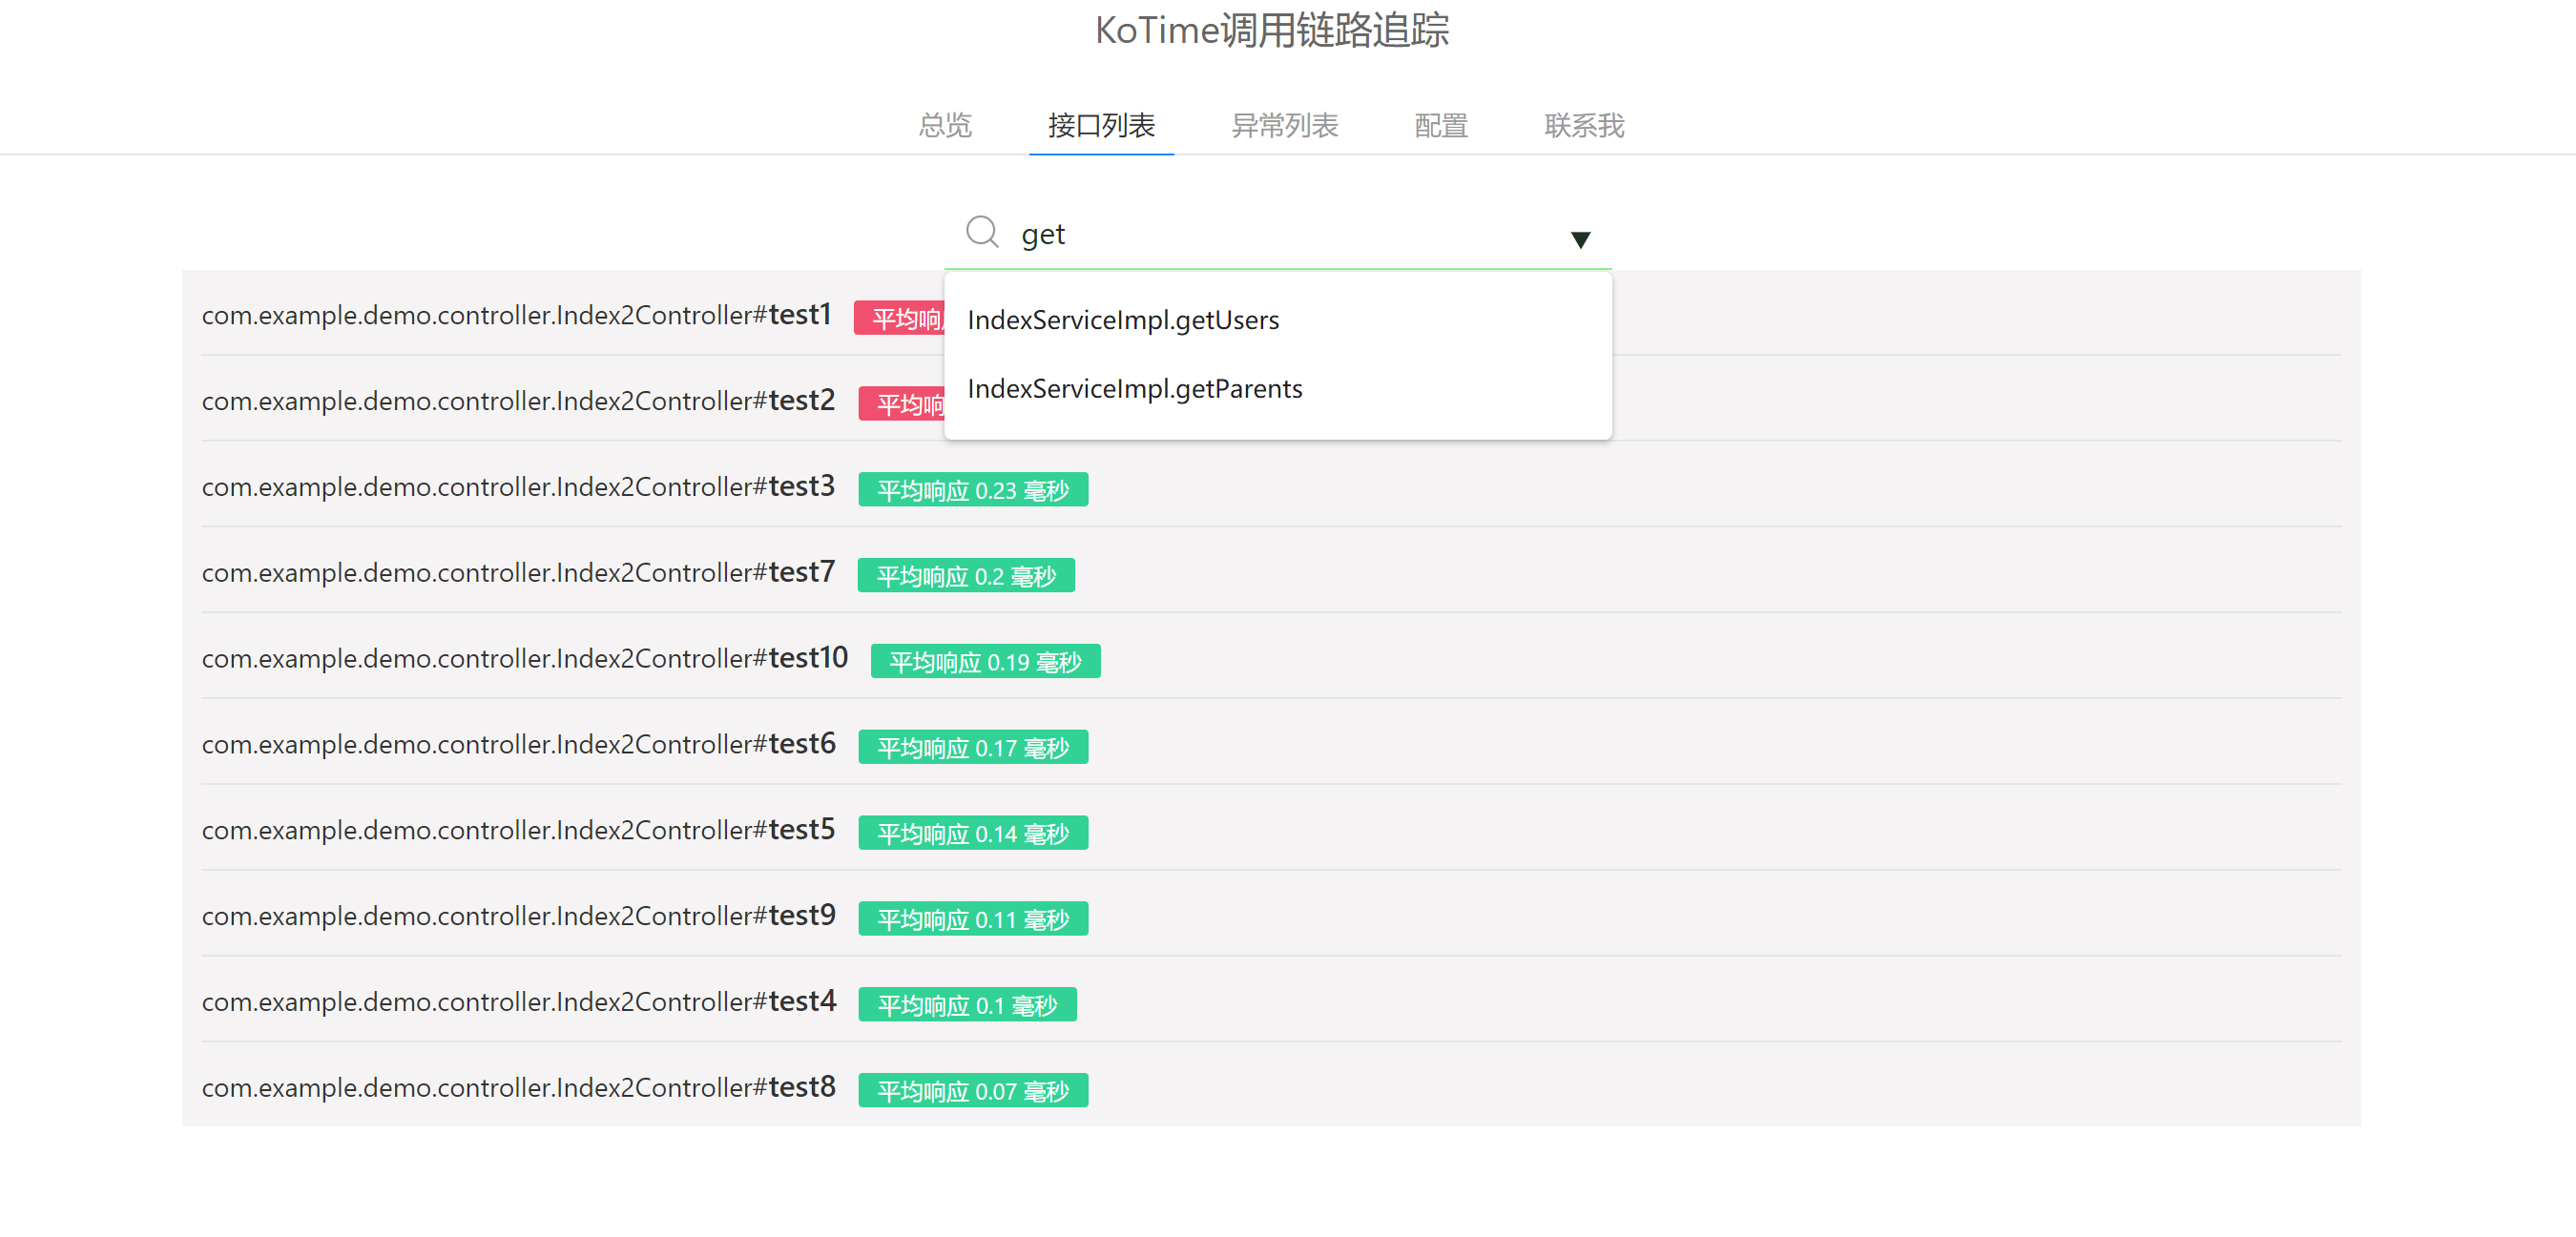 KoTime调用链路追踪
总览 接口列表 异常列表 配置 联系我
get
IndexServiceImpl.getUsers
IndexServiceImpl.getParents
com.example.demo.controller.Index2Controller#test1 平均响
com.example.demo.controller.Index2Controller#test2 平均
com.example.demo.controller.Index2Controller#test3 平均响应 0.23 毫秒
com.example.demo.controller.Index2Controller#test7 平均响应 0.2 毫秒
com.example.demo.controller.Index2Controller#test10 平均响应 0.19 毫秒
com.example.demo.controller.Index2Controller#test6 平均响应 0.17 毫秒
com.example.demo.controller.Index2Controller#test5 平均响应 0.14 毫秒
com.example.demo.controller.Index2Controller#test9 平均响应 0.11 毫秒
com.example.demo.controller.Index2Controller#test4 平均响应 0.1 毫秒
com.example.demo.controller.Index2Controller#test8 平均响应 0.07 毫秒